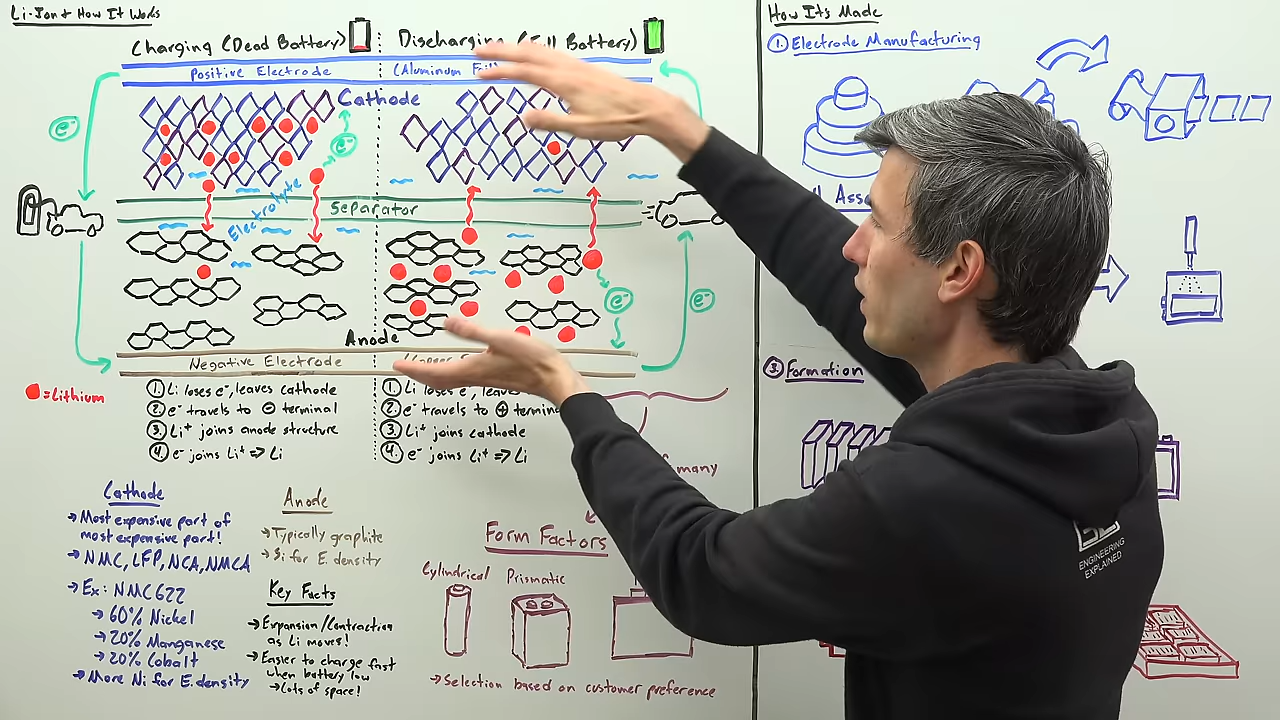 Li-Ion & How It Works
Charging (Dead Battery)
Discharging (Full Battery)
Positive Electrode
(Aluminum Foil)
Cathode
e⁻
e⁻
Electrolyte
Separator
e⁻
e⁻
Anode
Negative Electrode
= Lithium
① Li loses e⁻, leaves cathode
② e⁻ travels to ⊖ terminal
③ Li⁺ joins anode structure
④ e⁻ joins Li⁺ => Li
① Li loses e⁻, leaves
② e⁻ travels to ⊕ termin
③ Li⁺ joins cathode
④ e⁻ joins Li⁺ => Li
Cathode
→ Most expensive part of
most expensive part!
→ NMC, LFP, NCA, NMCA
→ Ex: NMC622
→ 60% Nickel
→ 20% Manganese
→ 20% Cobalt
→ More Ni for E.density
Anode
→ Typically graphite
→ Si for E. density
Key Facts
→ Expansion/Contraction
as Li moves!
→ Easier to charge fast
when battery low
→ Lots of space!
many
Form Factors
Cylindrical
Prismatic
→ Selection based on customer preference
How It's Made
① Electrode Manufacturing
③ Formation
ENGINEERING
EXPLAINED